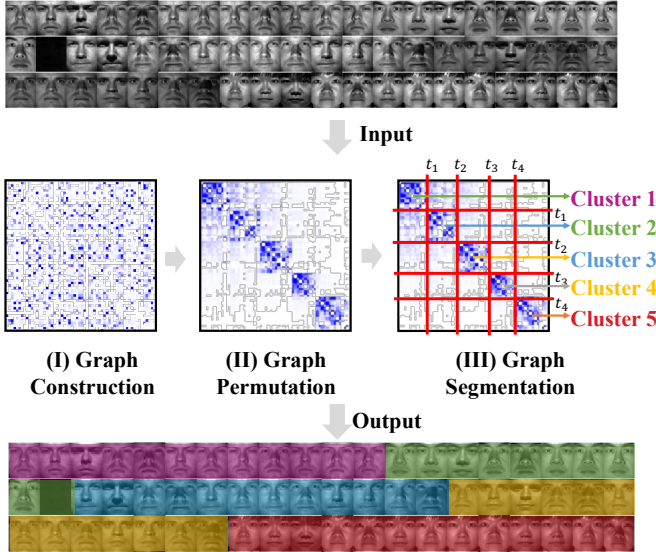 Input
t₁ t₂ t₃ t₄
Cluster 1
t₁
Cluster 2
t₂
Cluster 3
t₃
Cluster 4
t₄
Cluster 5
(I) Graph
Construction
(II) Graph
Permutation
(III) Graph
Segmentation
Output